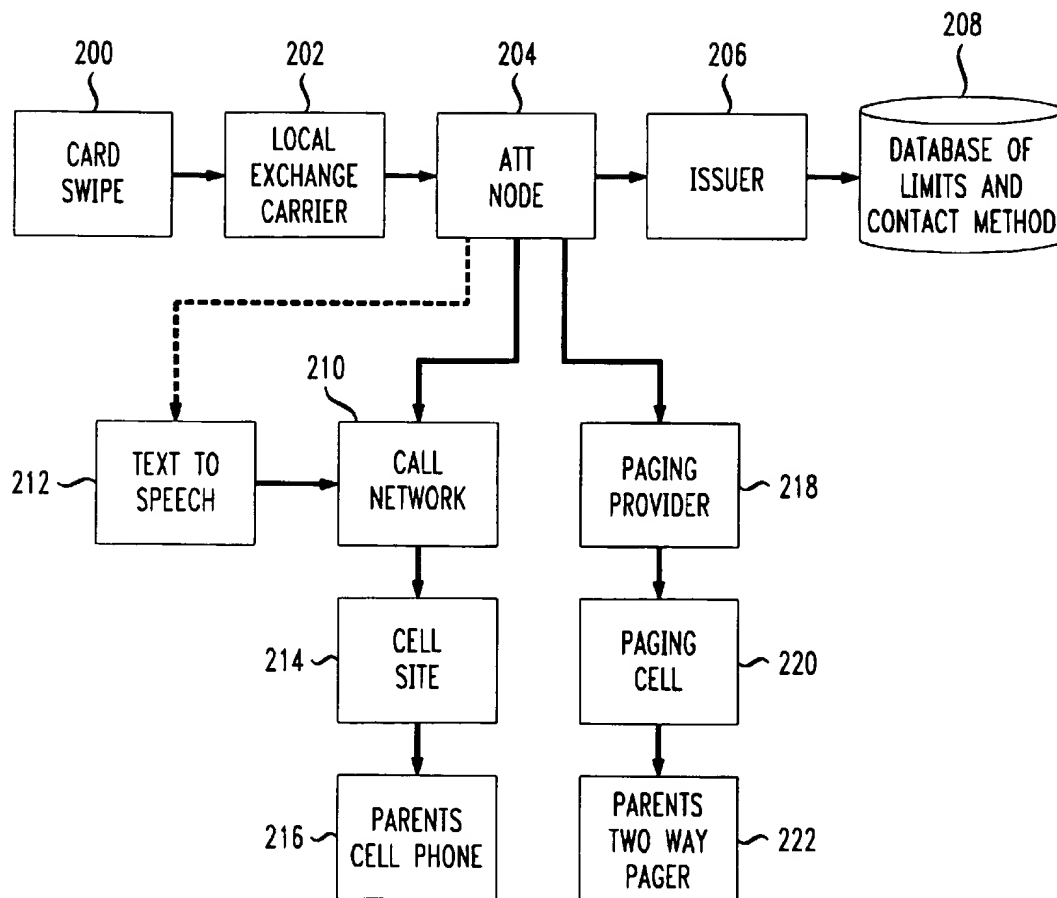 200
202
204
206
208
CARD
SWIPE
LOCAL
EXCHANGE
CARRIER
ATT
NODE
ISSUER
DATABASE OF
LIMITS AND
CONTACT METHOD
210
212
TEXT TO
SPEECH
CALL
NETWORK
PAGING
PROVIDER
218
214
CELL
SITE
PAGING
CELL
220
216
PARENTS
CELL PHONE
PARENTS
TWO WAY
PAGER
222